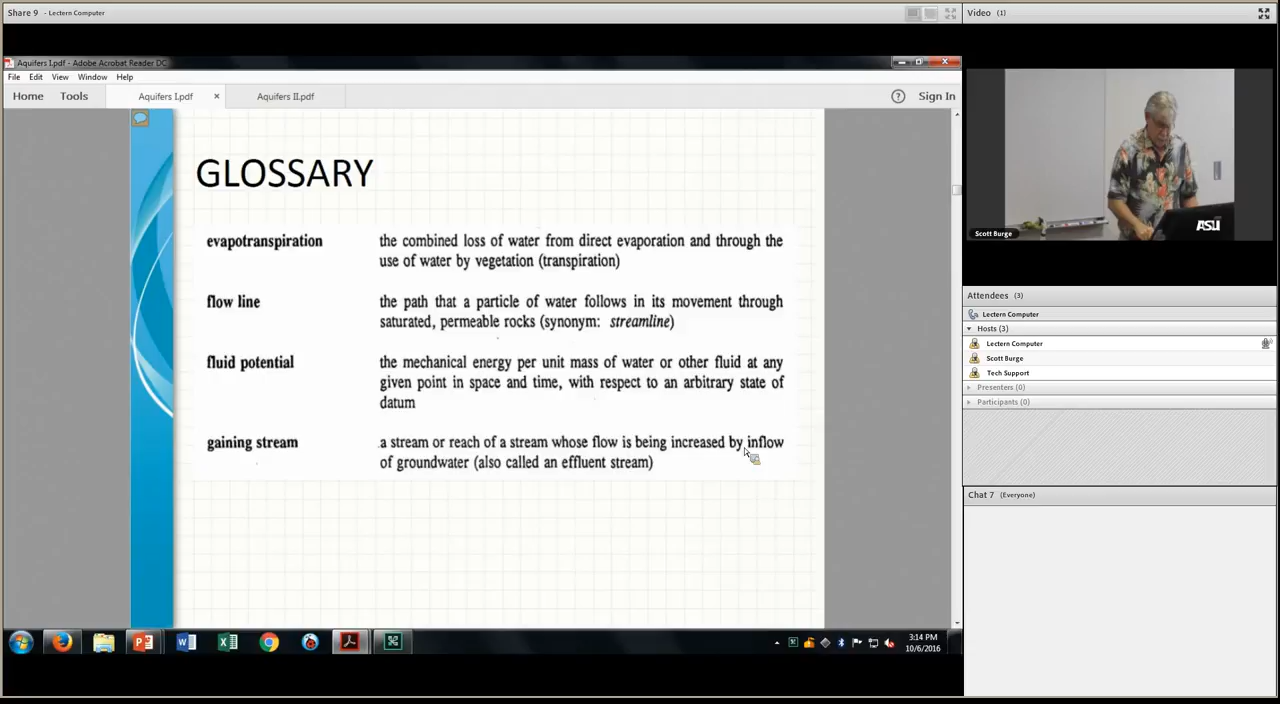 Share 9 - Lectern Computer
Video (1)
Aquifers I.pdf - Adobe Acrobat Reader DC
File Edit View Window Help
Home Tools Aquifers I.pdf × Aquifers II.pdf ? Sign In
GLOSSARY
evapotranspiration the combined loss of water from direct evaporation and through the
use of water by vegetation (transpiration)
flow line the path that a particle of water follows in its movement through
saturated, permeable rocks (synonym: streamline)
fluid potential the mechanical energy per unit mass of water or other fluid at any
given point in space and time, with respect to an arbitrary state of
datum
gaining stream a stream or reach of a stream whose flow is being increased by inflow
of groundwater (also called an effluent stream)
3:14 PM
10/6/2016
ASU
Scott Burge
Attendees (3)
Lectern Computer
Hosts (3)
Lectern Computer
Scott Burge
Tech Support
Presenters (0)
Participants (0)
Chat 7 (Everyone)